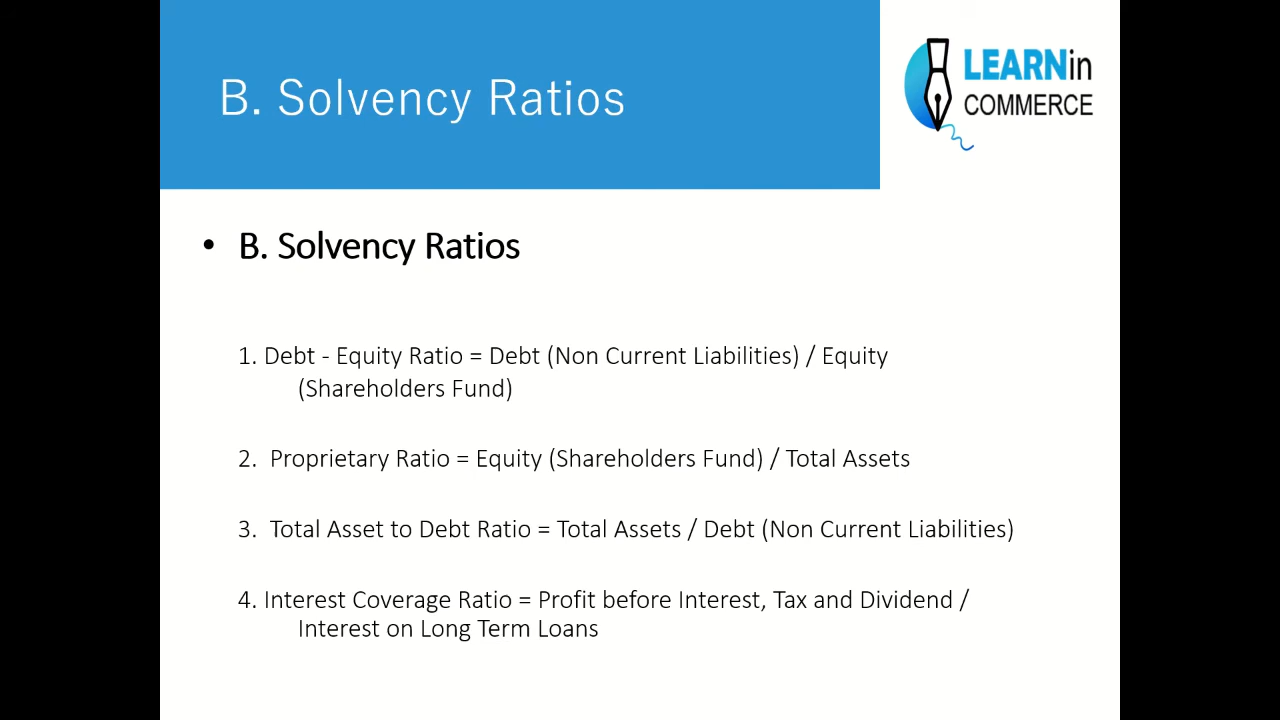 B. Solvency Ratios
LEARNin
COMMERCE
• B. Solvency Ratios
1. Debt - Equity Ratio = Debt (Non Current Liabilities) / Equity
(Shareholders Fund)
2. Proprietary Ratio = Equity (Shareholders Fund) / Total Assets
3. Total Asset to Debt Ratio = Total Assets / Debt (Non Current Liabilities)
4. Interest Coverage Ratio = Profit before Interest, Tax and Dividend /
Interest on Long Term Loans